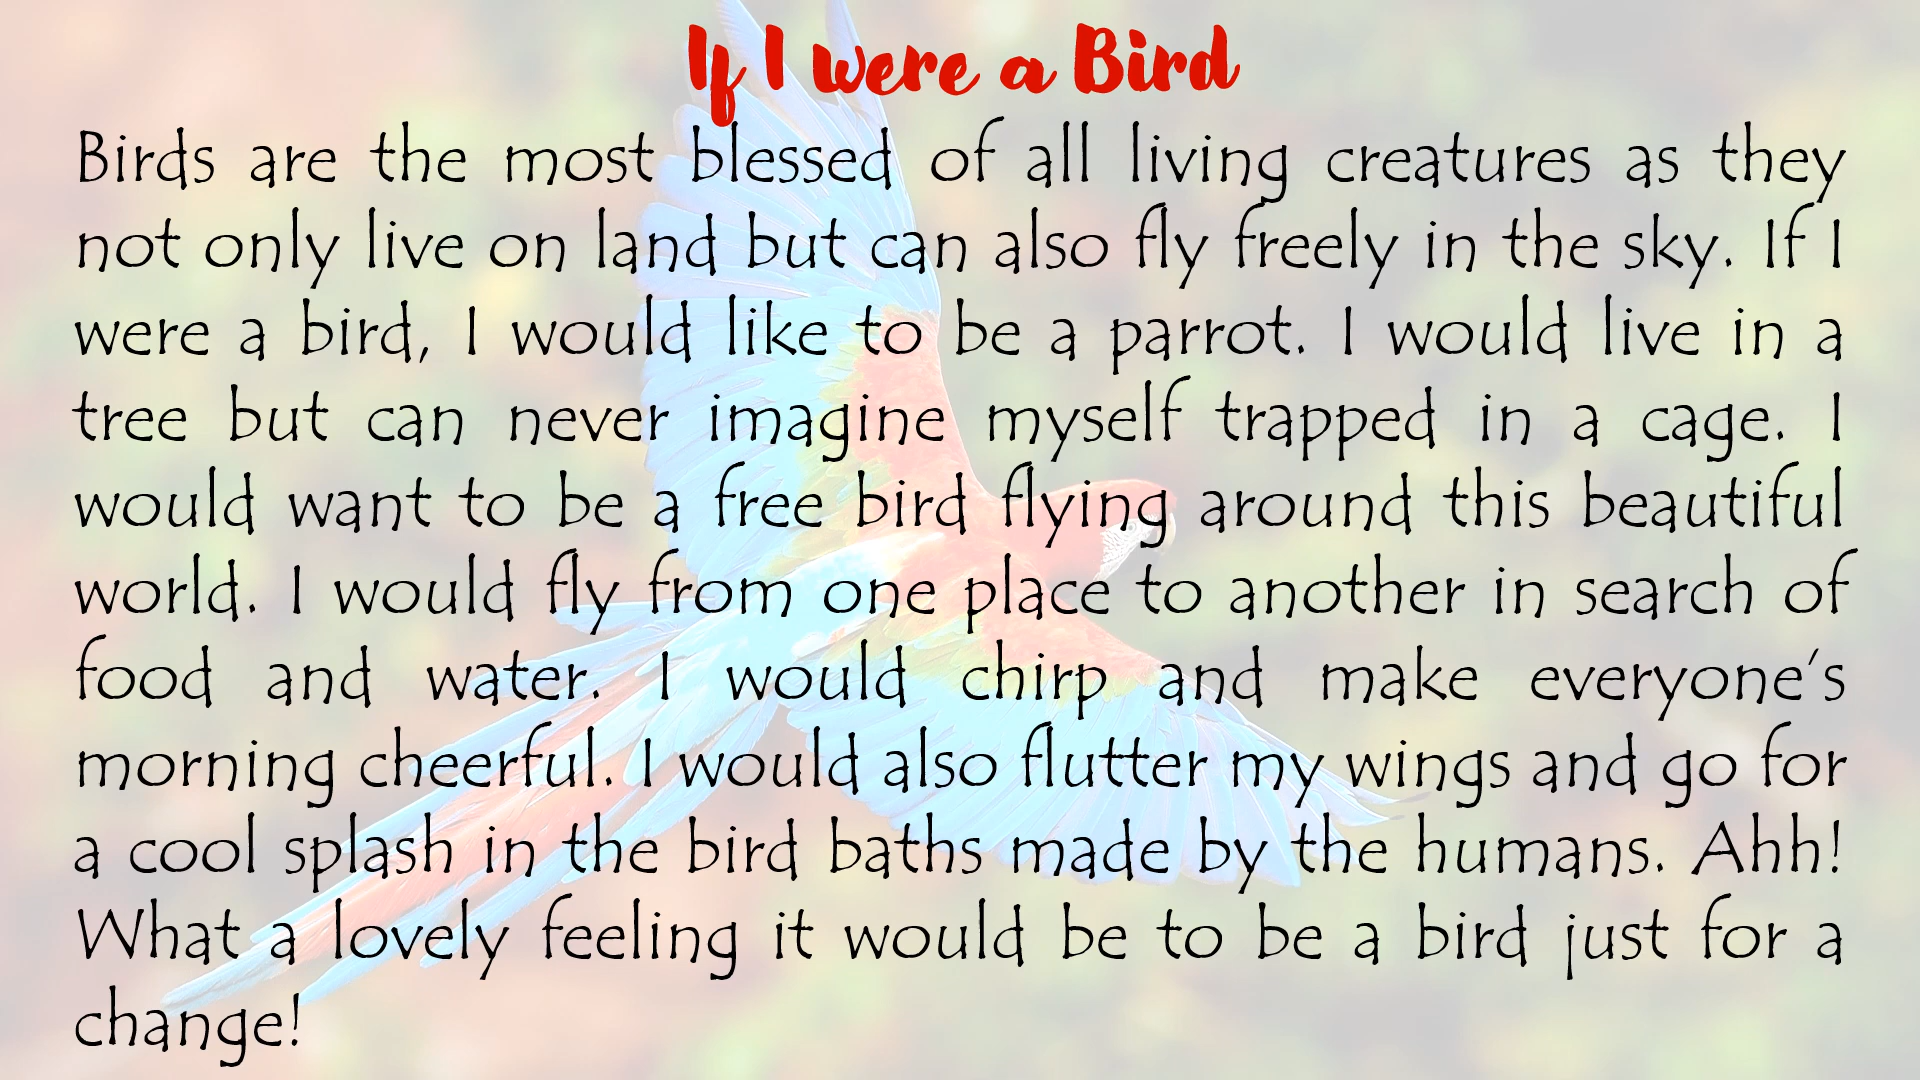 If I were a Bird
Birds are the most blessed of all living creatures as they
not only live on land but can also fly freely in the sky. If I
were a bird, I would like to be a parrot. I would live in a
tree but can never imagine myself trapped in a cage. I
would want to be a free bird flying around this beautiful
world. I would fly from one place to another in search of
food and water. I would chirp and make everyone's
morning cheerful. I would also flutter my wings and go for
a cool splash in the bird baths made by the humans. Ahh!
What a lovely feeling it would be to be a bird just for a
change!